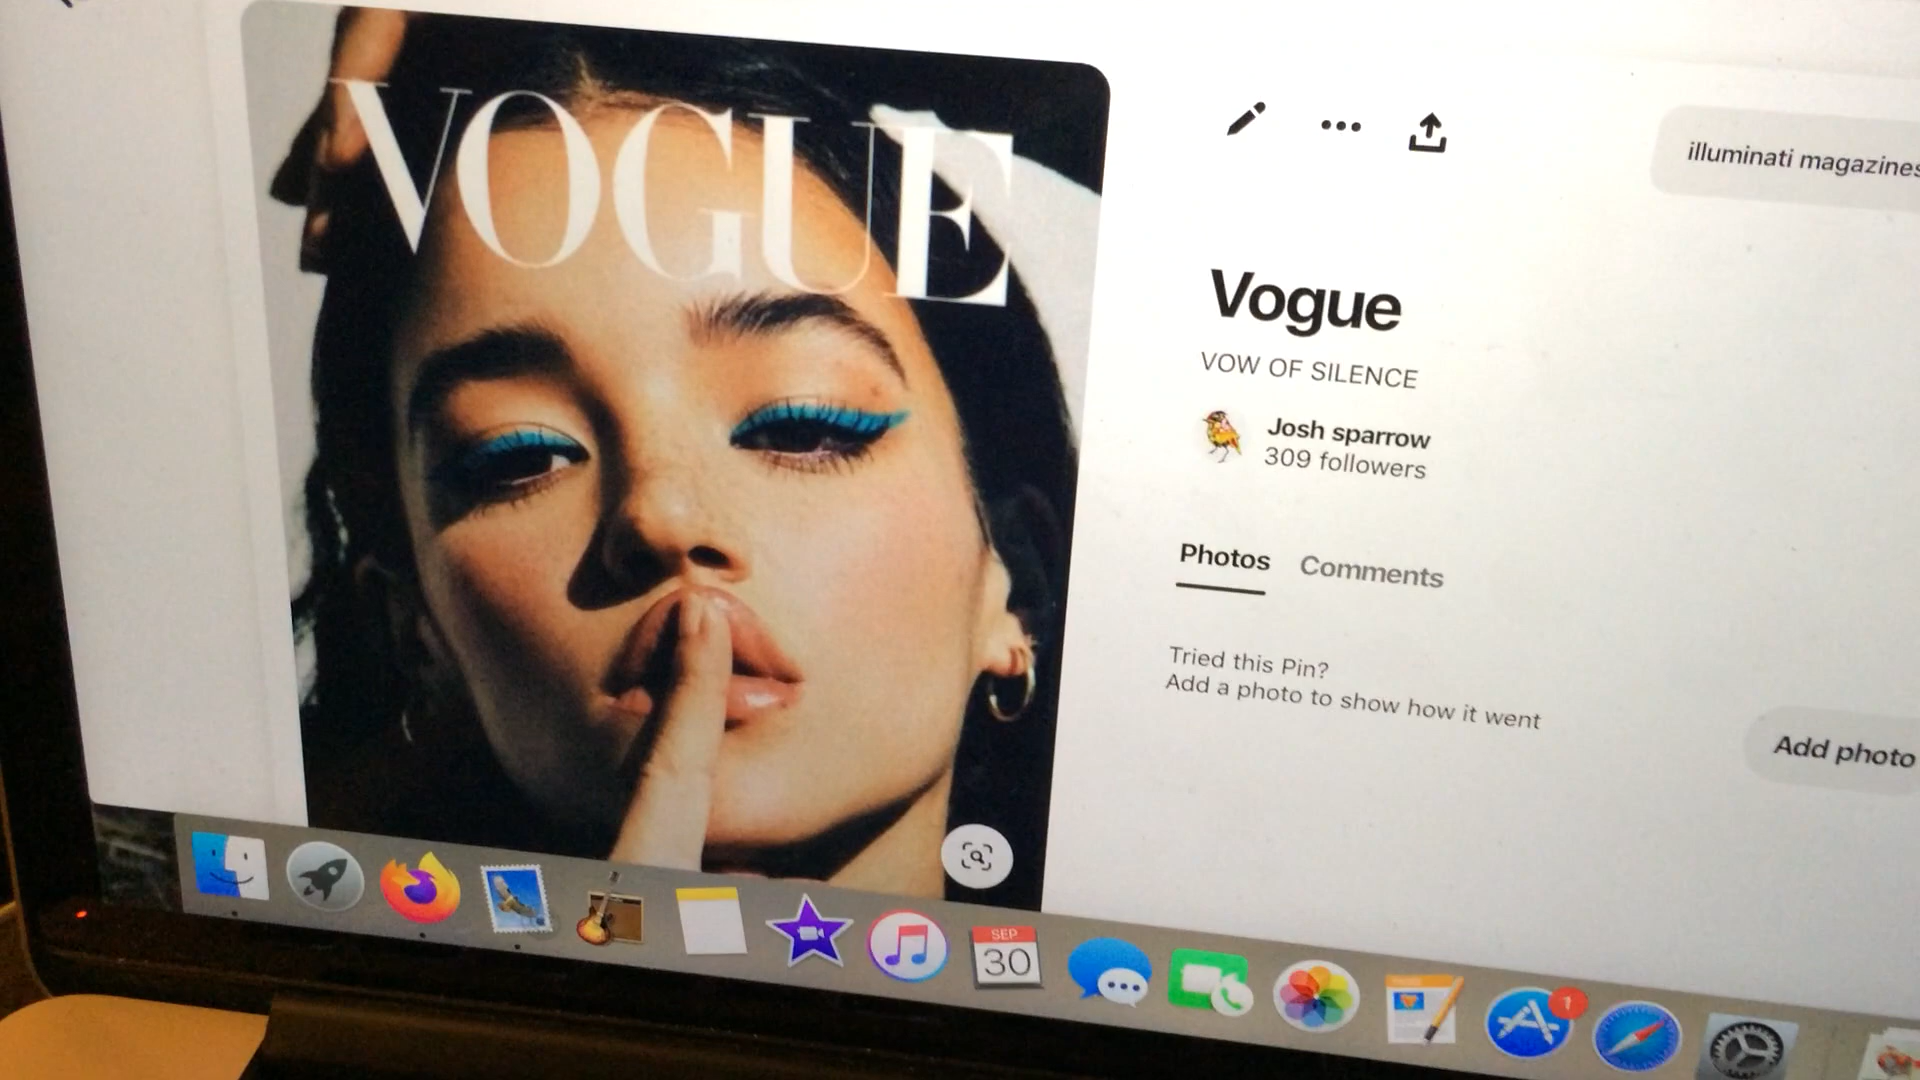 VOGUE
illuminati magazines
Vogue
VOW OF SILENCE
Josh sparrow
309 followers
Photos
Comments
Tried this Pin?
Add a photo to show how it went
Add photo
SEP
30
1